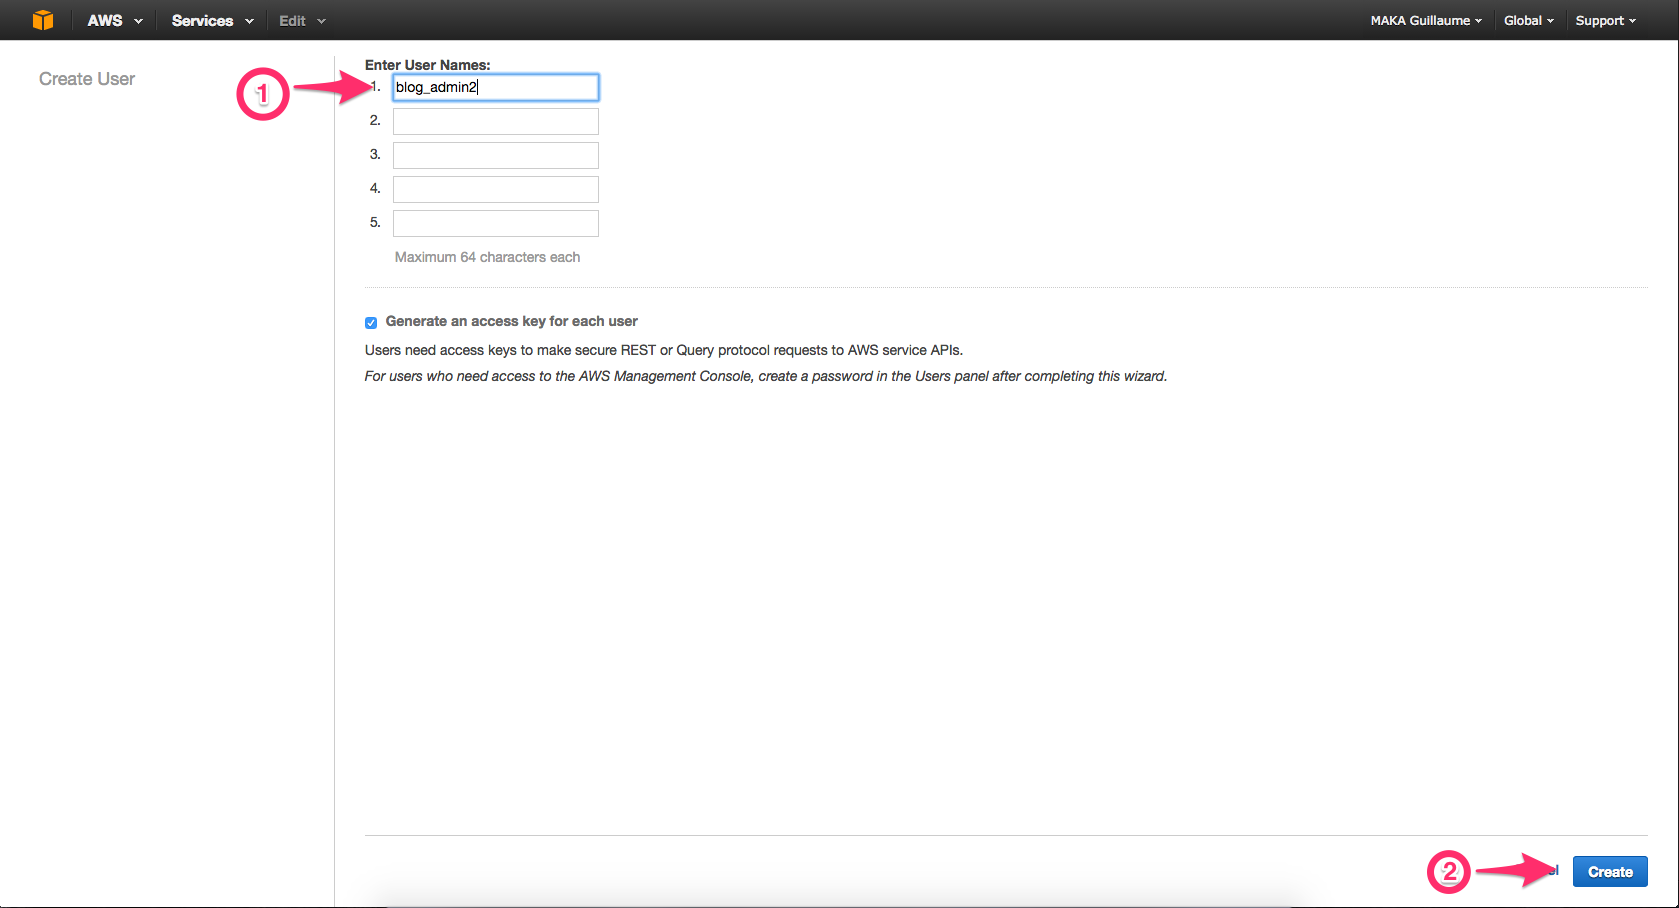 AWS Services Edit MAKA Guillaume Global Support
Create User
Enter User Names:
1
1. blog_admin2
2.
3.
4.
5.
Maximum 64 characters each
Generate an access key for each user
Users need access keys to make secure REST or Query protocol requests to AWS service APIs.
For users who need access to the AWS Management Console, create a password in the Users panel after completing this wizard.
2 Create